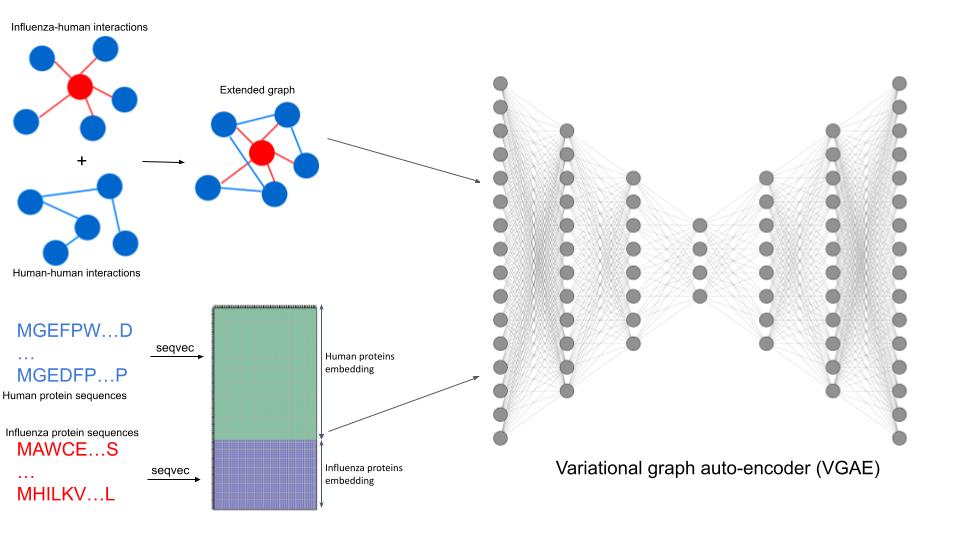 Influenza-human interactions
+
Human-human interactions
Extended graph
MGEFPW…D
…
MGEDFP…P
Human protein sequences
seqvec
Influenza protein sequences
MAWCE…S
…
MHILKV…L
seqvec
Human proteins
embedding
Influenza proteins
embedding
Variational graph auto-encoder (VGAE)